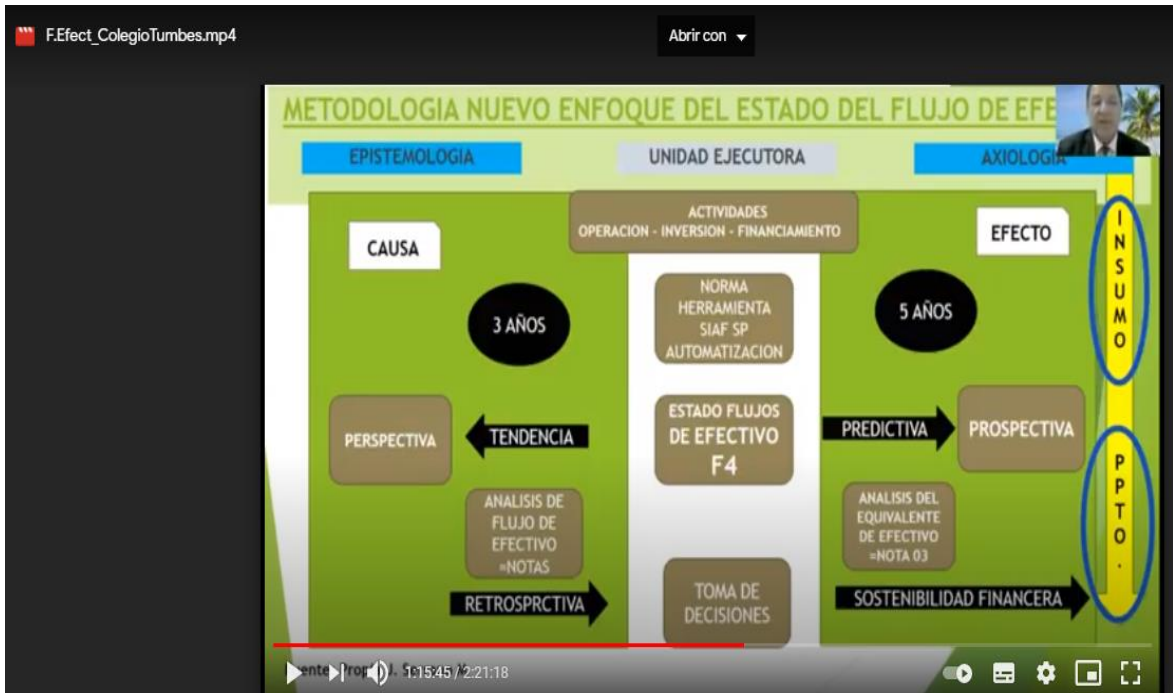 F.Efect_ColegioTumbes.mp4
Abrir con
METODOLOGIA NUEVO ENFOQUE DEL ESTADO DEL FLUJO DE EFE
EPISTEMOLOGIA
UNIDAD EJECUTORA
AXIOLOGIA
ACTIVIDADES
OPERACION - INVERSION - FINANCIAMIENTO
CAUSA
EFECTO
3 AÑOS
NORMA
HERRAMIENTA
SIAF SP
AUTOMATIZACION
5 AÑOS
INSUMO
PERSPECTIVA
TENDENCIA
ESTADO FLUJOS
DE EFECTIVO
F4
PREDICTIVA
PROSPECTIVA
ANALISIS DE
FLUJO DE
EFECTIVO
=NOTAS
ANALISIS DEL
EQUIVALENTE
DE EFECTIVO
=NOTA 03
PPTO.
RETROSPRCTIVA
TOMA DE
DECISIONES
SOSTENIBILIDAD FINANCERA
1:15:45 / 2:21:18